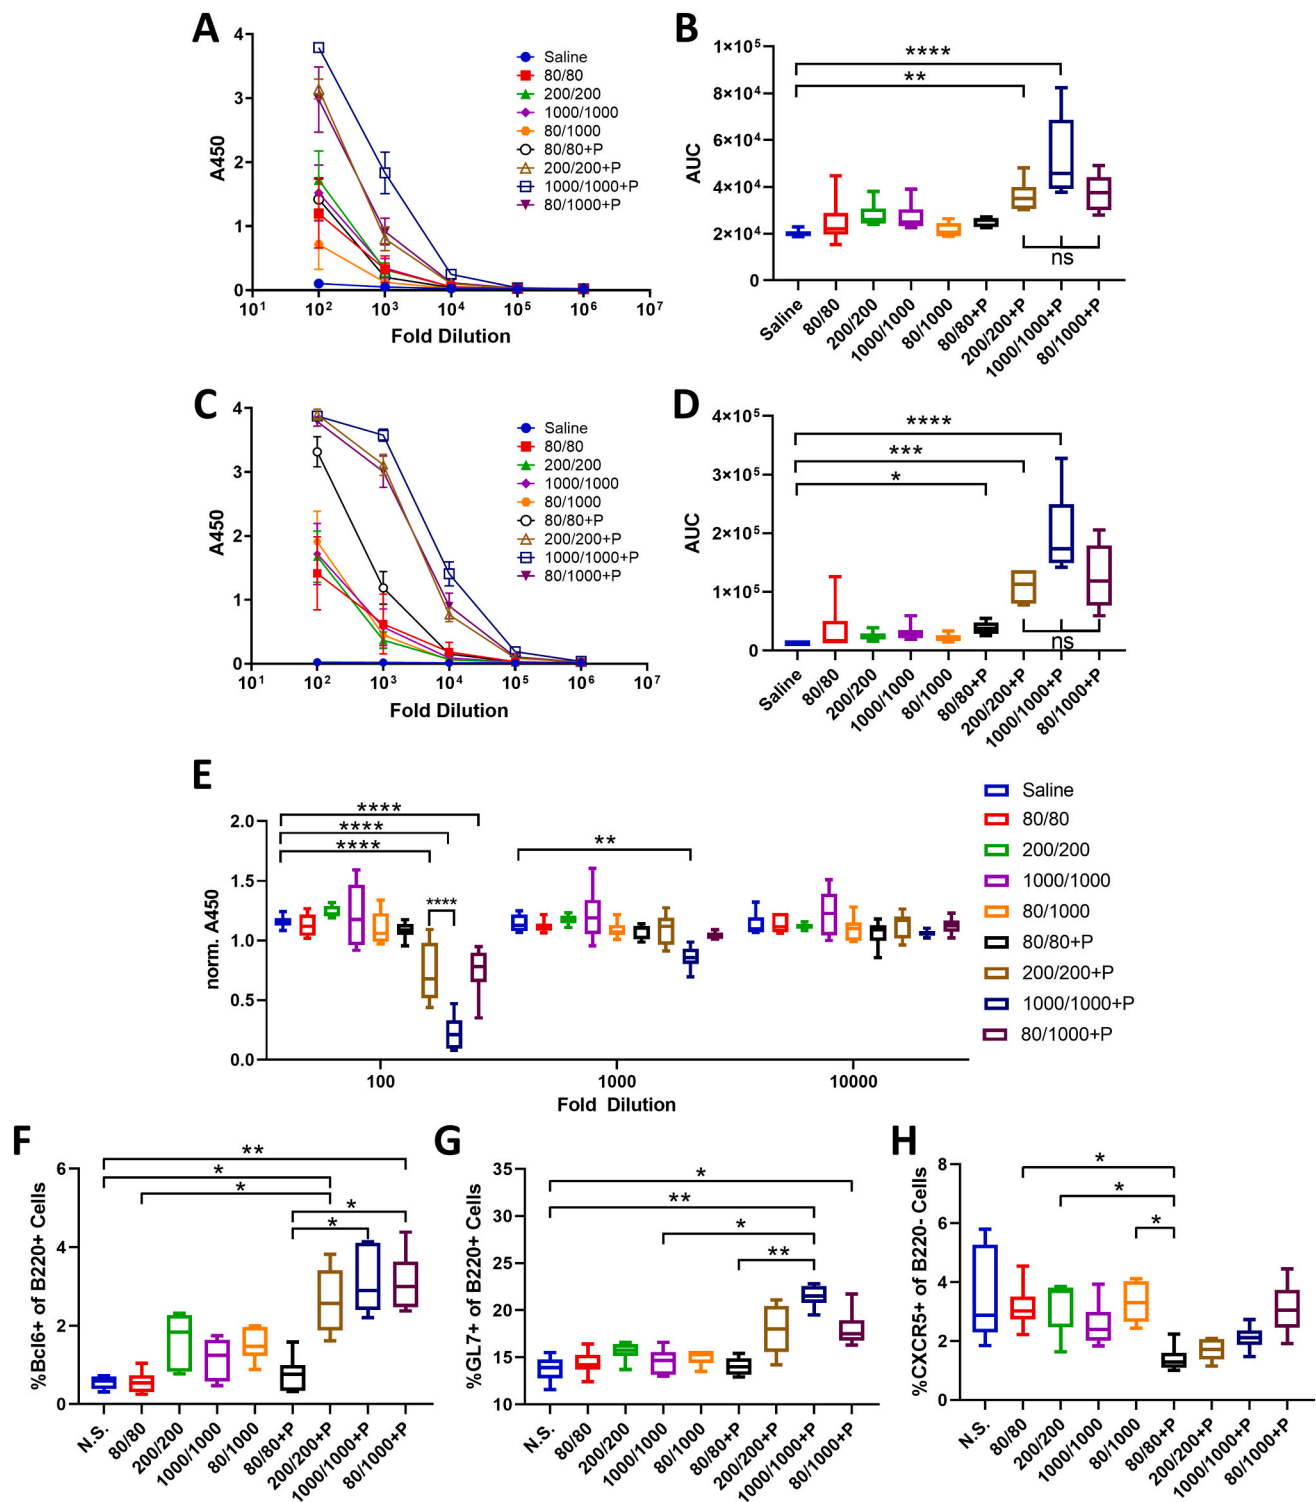 A
4
3
2
1
0
A450
10¹ 10² 10³ 10⁴ 10⁵ 10⁶ 10⁷
Fold Dilution
Saline
80/80
200/200
1000/1000
80/1000
80/80+P
200/200+P
1000/1000+P
80/1000+P
B
1×10⁵
8×10⁴
6×10⁴
4×10⁴
2×10⁴
0
AUC
****
**
ns
Saline
80/80
200/200
1000/1000
80/1000
80/80+P
200/200+P
1000/1000+P
80/1000+P
C
4
3
2
1
0
A450
10¹ 10² 10³ 10⁴ 10⁵ 10⁶ 10⁷
Fold Dilution
Saline
80/80
200/200
1000/1000
80/1000
80/80+P
200/200+P
1000/1000+P
80/1000+P
D
4×10⁵
3×10⁵
2×10⁵
1×10⁵
0
AUC
****
***
*
ns
Saline
80/80
200/200
1000/1000
80/1000
80/80+P
200/200+P
1000/1000+P
80/1000+P
E
2.0
1.5
1.0
0.5
0.0
norm. A450
****
****
****
****
**
100 1000 10000
Fold Dilution
Saline
80/80
200/200
1000/1000
80/1000
80/80+P
200/200+P
1000/1000+P
80/1000+P
F
6
4
2
0
%Bcl6+ of B220+ Cells
**
*
*
*
*
N.S.
80/80
200/200
1000/1000
80/1000
80/80+P
200/200+P
1000/1000+P
80/1000+P
G
35
30
25
20
15
10
%GL7+ of B220+ Cells
*
**
*
**
N.S.
80/80
200/200
1000/1000
80/1000
80/80+P
200/200+P
1000/1000+P
80/1000+P
H
8
6
4
2
0
%CXCR5+ of B220- Cells
*
*
*
N.S.
80/80
200/200
1000/1000
80/1000
80/80+P
200/200+P
1000/1000+P
80/1000+P